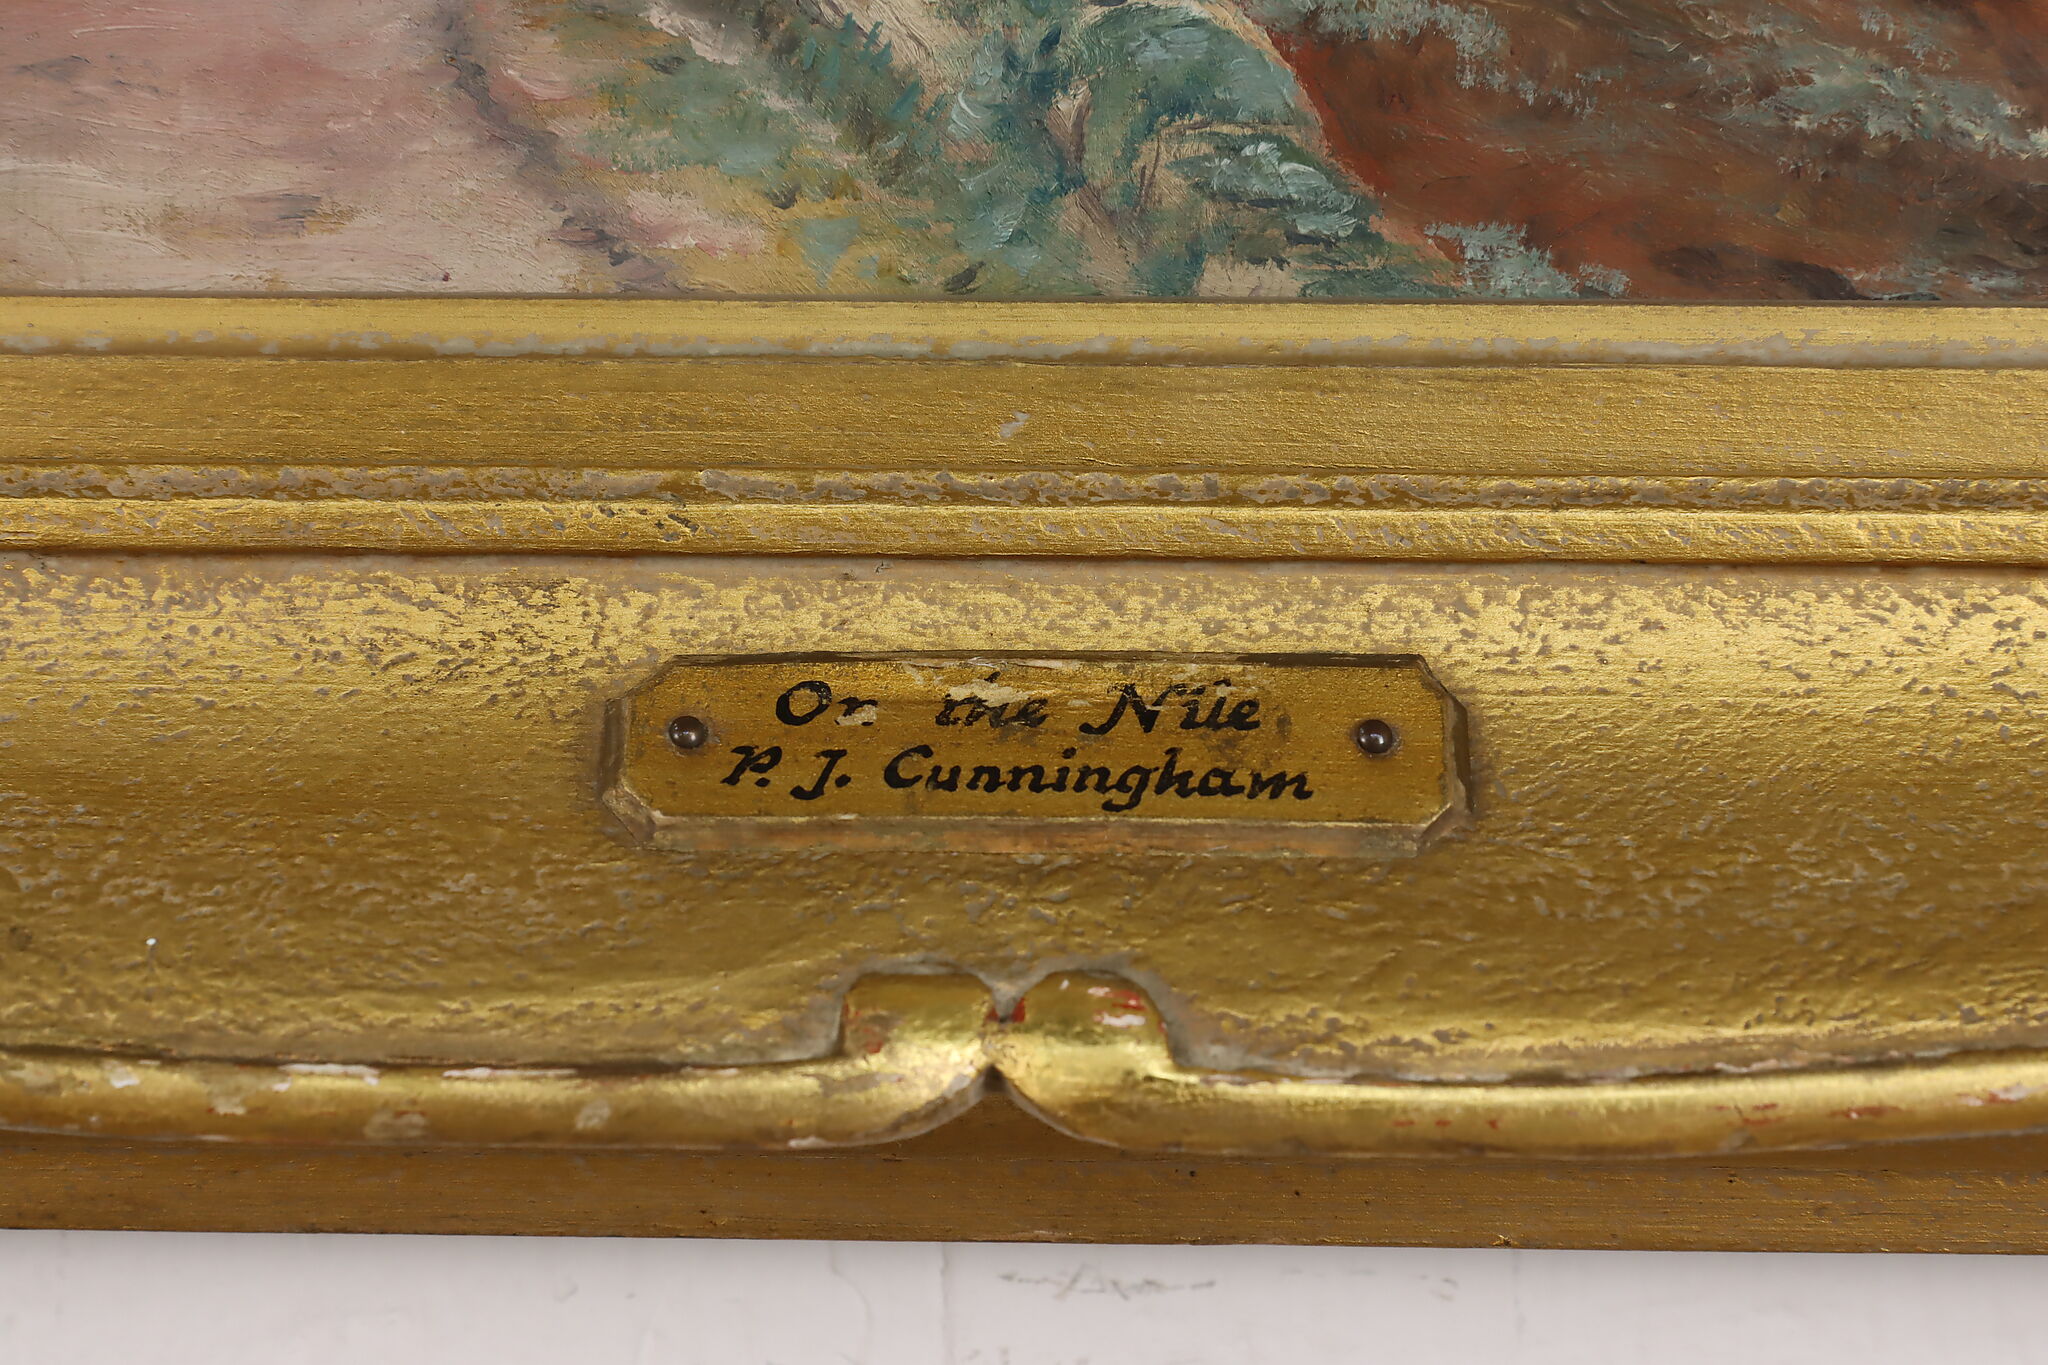 On the Nile
P. J. Cunningham